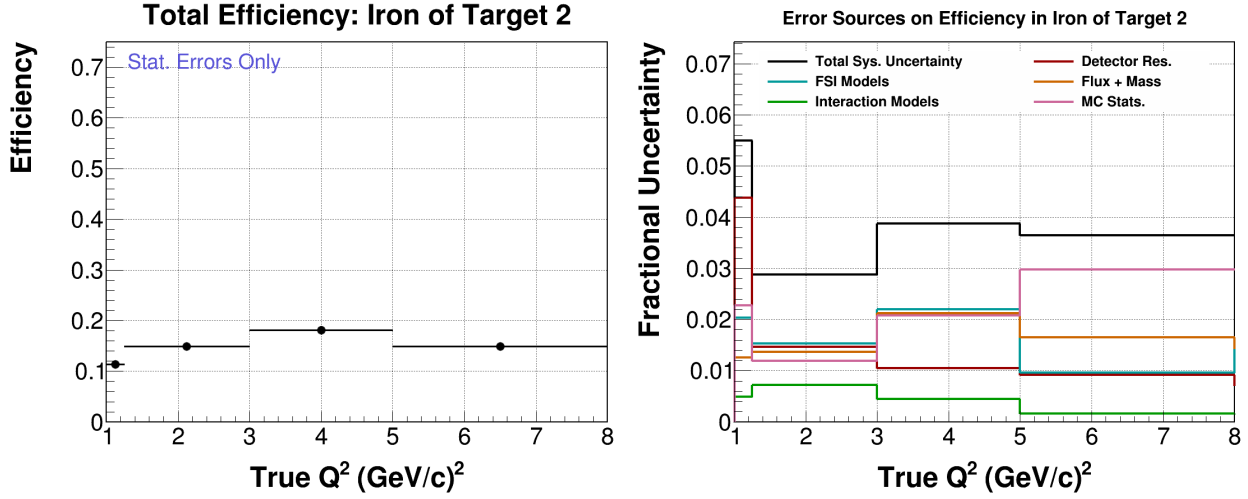 Total Efficiency: Iron of Target 2
Efficiency
Stat. Errors Only
0.7
0.6
0.5
0.4
0.3
0.2
0.1
0
1 2 3 4 5 6 7 8
True Q² (GeV/c)²
Error Sources on Efficiency in Iron of Target 2
Fractional Uncertainty
Total Sys. Uncertainty
FSI Models
Interaction Models
Detector Res.
Flux + Mass
MC Stats.
0.07
0.06
0.05
0.04
0.03
0.02
0.01
0
1 2 3 4 5 6 7 8
True Q² (GeV/c)²